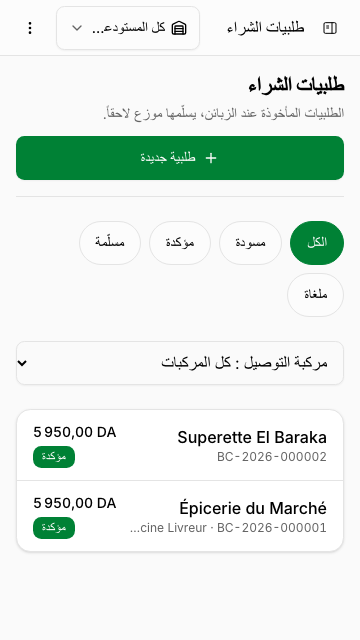 طلبيات الشراء
كل المستودع...
طلبيات الشراء
الطلبيات المأخوذة عند الزبائن، يسلّمها موزع لاحقاً.
+ طلبية جديدة
الكل
مسودة
مؤكدة
مسلّمة
ملغاة
مركبة التوصيل : كل المركبات
Superette El Baraka
5 950,00 DA
BC-2026-000002
مؤكدة
Épicerie du Marché
5 950,00 DA
BC-2026-000001 · cine Livreur...
مؤكدة